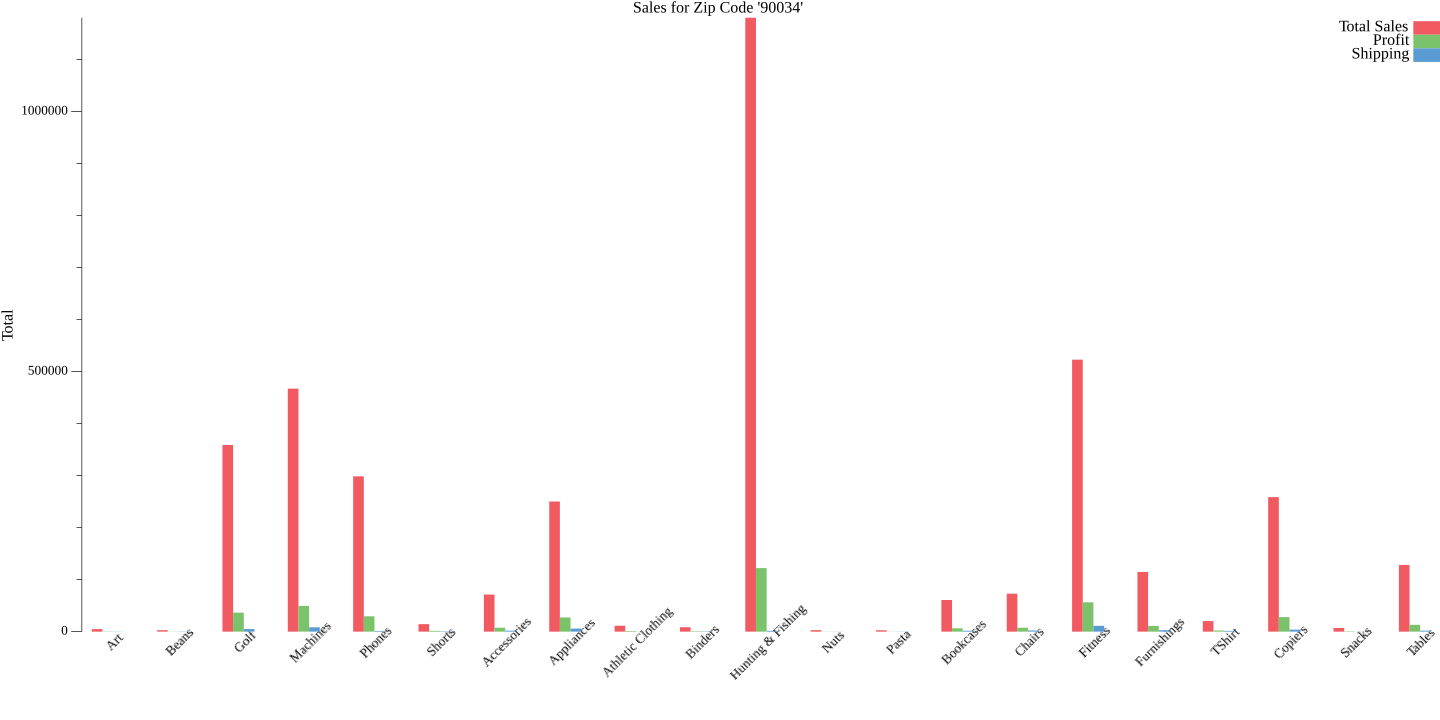 Sales for Zip Code '90034'
Total Sales
Profit
Shipping
Total
1000000
500000
0
Art
Beans
Golf
Machines
Phones
Shorts
Accessories
Appliances
Athletic Clothing
Binders
Hunting & Fishing
Nuts
Pasta
Bookcases
Chairs
Fitness
Furnishings
TShirt
Copiers
Snacks
Tables